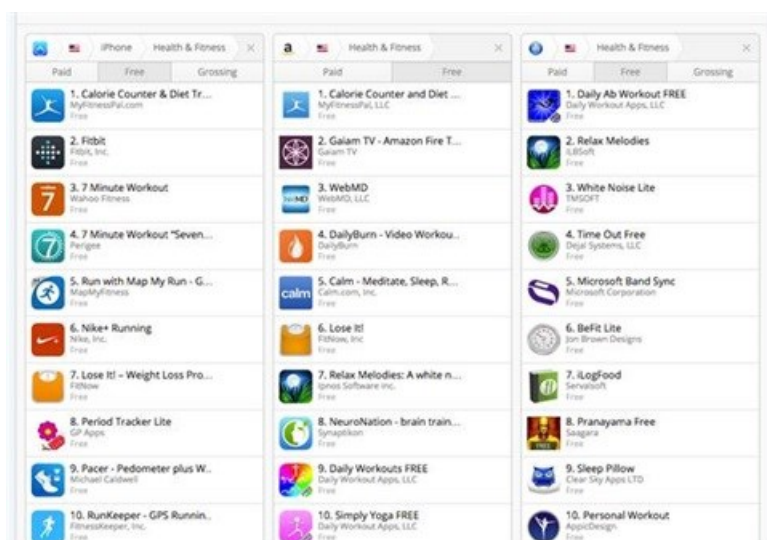 iPhone Health & Fitness ×
Paid Free Grossing
1. Calorie Counter & Diet Tr...
MyFitnessPal.com
Free
2. Fitbit
Fitbit, Inc.
Free
7
3. 7 Minute Workout
Wahoo Fitness
Free
7
4. 7 Minute Workout "Seven...
Perigee
Free
5. Run with Map My Run - G...
MapMyFitness
Free
6. Nike+ Running
Nike, Inc.
Free
7. Lose It! – Weight Loss Pro...
FitNow
Free
8. Period Tracker Lite
GP Apps
Free
9. Pacer - Pedometer plus W..
Michael Caldwell
Free
10. RunKeeper - GPS Runnin..
FitnessKeeper, Inc.
Free
a Health & Fitness ×
Paid Free
1. Calorie Counter and Diet ...
MyFitnessPal, LLC
Free
2. Gaiam TV - Amazon Fire T...
Gaiam TV
Free
WebMD
3. WebMD
WebMD, LLC
Free
4. DailyBurn - Video Workou..
DailyBurn
Free
calm
5. Calm - Meditate, Sleep, R...
Calm.com, Inc.
Free
6. Lose It!
FitNow, Inc
Free
7. Relax Melodies: A white n...
Ipnos Software Inc.
Free
8. NeuroNation - brain train...
Synaptikon
Free
9. Daily Workouts FREE
Daily Workout Apps, LLC
Free
10. Simply Yoga FREE
Daily Workout Apps, LLC
Free
Health & Fitness ×
Paid Free Grossing
1. Daily Ab Workout FREE
Daily Workout Apps, LLC
Free
2. Relax Melodies
iLBSoft
Free
3. White Noise Lite
TMSOFT
Free
4. Time Out Free
Dejal Systems, LLC
Free
5. Microsoft Band Sync
Microsoft Corporation
Free
6. BeFit Lite
Jon Brown Designs
Free
7. iLogFood
Servalsoft
Free
FREE
8. Pranayama Free
Saagara
Free
9. Sleep Pillow
Clear Sky Apps LTD
Free
10. Personal Workout
AppicDesign
Free